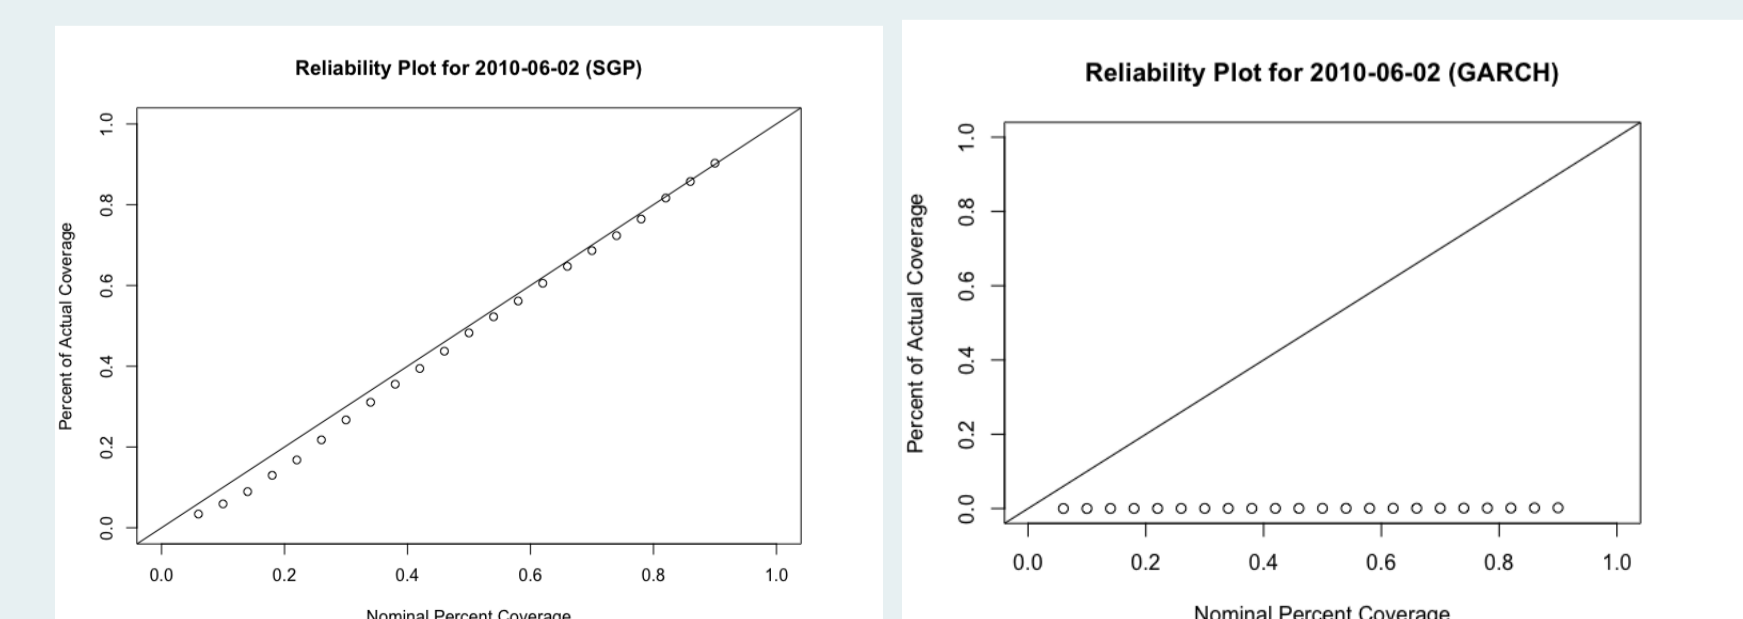 Reliability Plot for 2010-06-02 (SGP)
Percent of Actual Coverage
1.0
0.8
0.6
0.4
0.2
0.0
0.0 0.2 0.4 0.6 0.8 1.0
Nominal Percent Coverage
Reliability Plot for 2010-06-02 (GARCH)
Percent of Actual Coverage
1.0
0.8
0.6
0.4
0.2
0.0
0.0 0.2 0.4 0.6 0.8 1.0
Nominal Percent Coverage